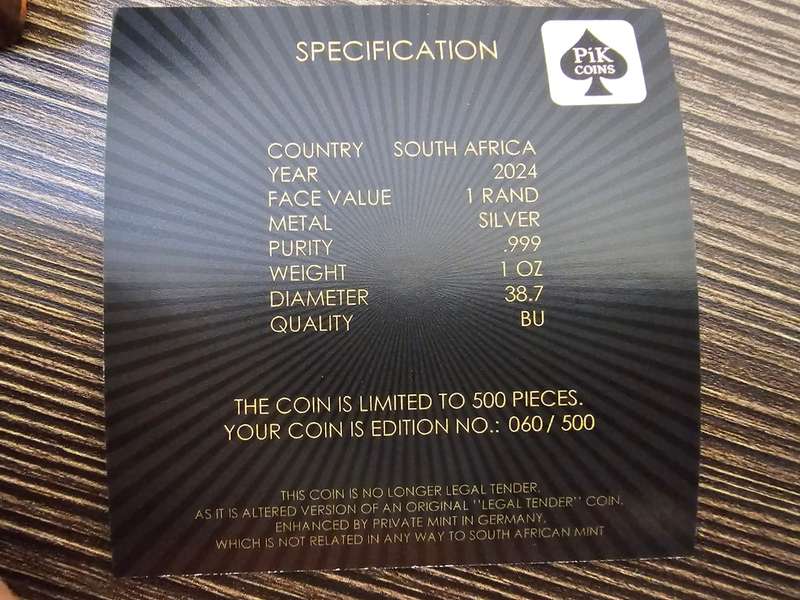 SPECIFICATION
PiK
COINS
COUNTRY SOUTH AFRICA
YEAR 2024
FACE VALUE 1 RAND
METAL SILVER
PURITY .999
WEIGHT 1 OZ
DIAMETER 38.7
QUALITY BU
THE COIN IS LIMITED TO 500 PIECES.
YOUR COIN IS EDITION NO.: 060 / 500
THIS COIN IS NO LONGER LEGAL TENDER,
AS IT IS ALTERED VERSION OF AN ORIGINAL ''LEGAL TENDER'' COIN,
ENHANCED BY PRIVATE MINT IN GERMANY,
WHICH IS NOT RELATED IN ANY WAY TO SOUTH AFRICAN MINT